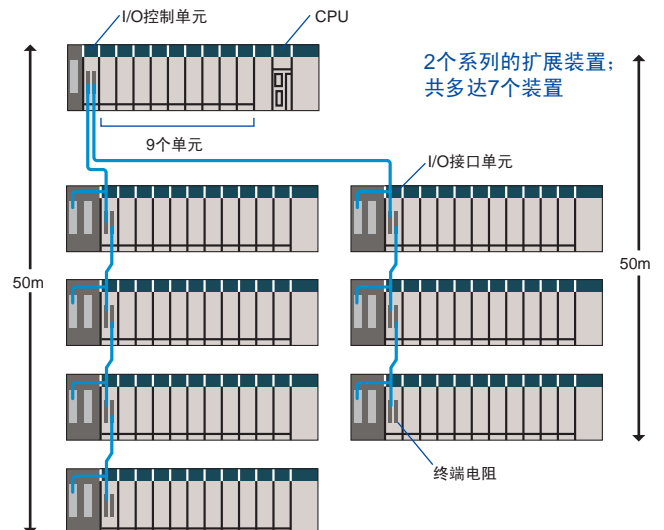 I/O控制单元
CPU
2个系列的扩展装置；
共多达7个装置
9个单元
I/O接口单元
50m
50m
终端电阻